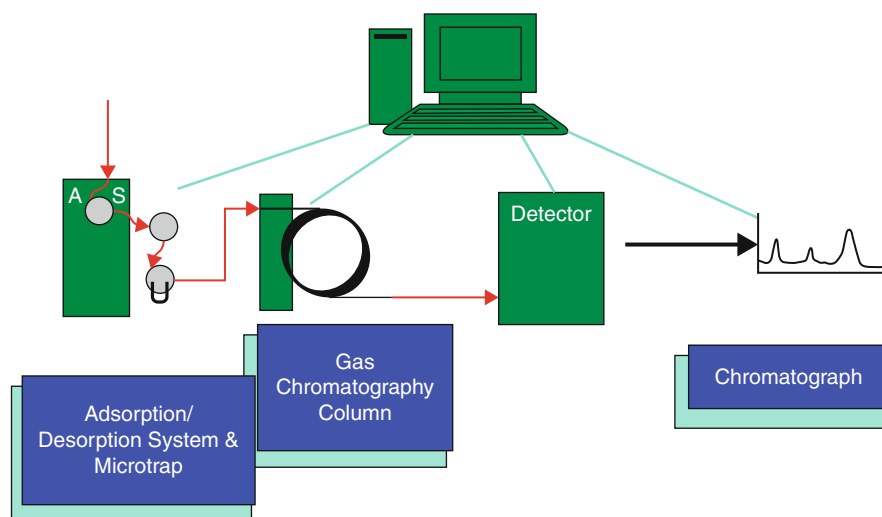 A S
Detector
Gas
Chromatography
Column
Chromatograph
Adsorption/
Desorption System &
Microtrap